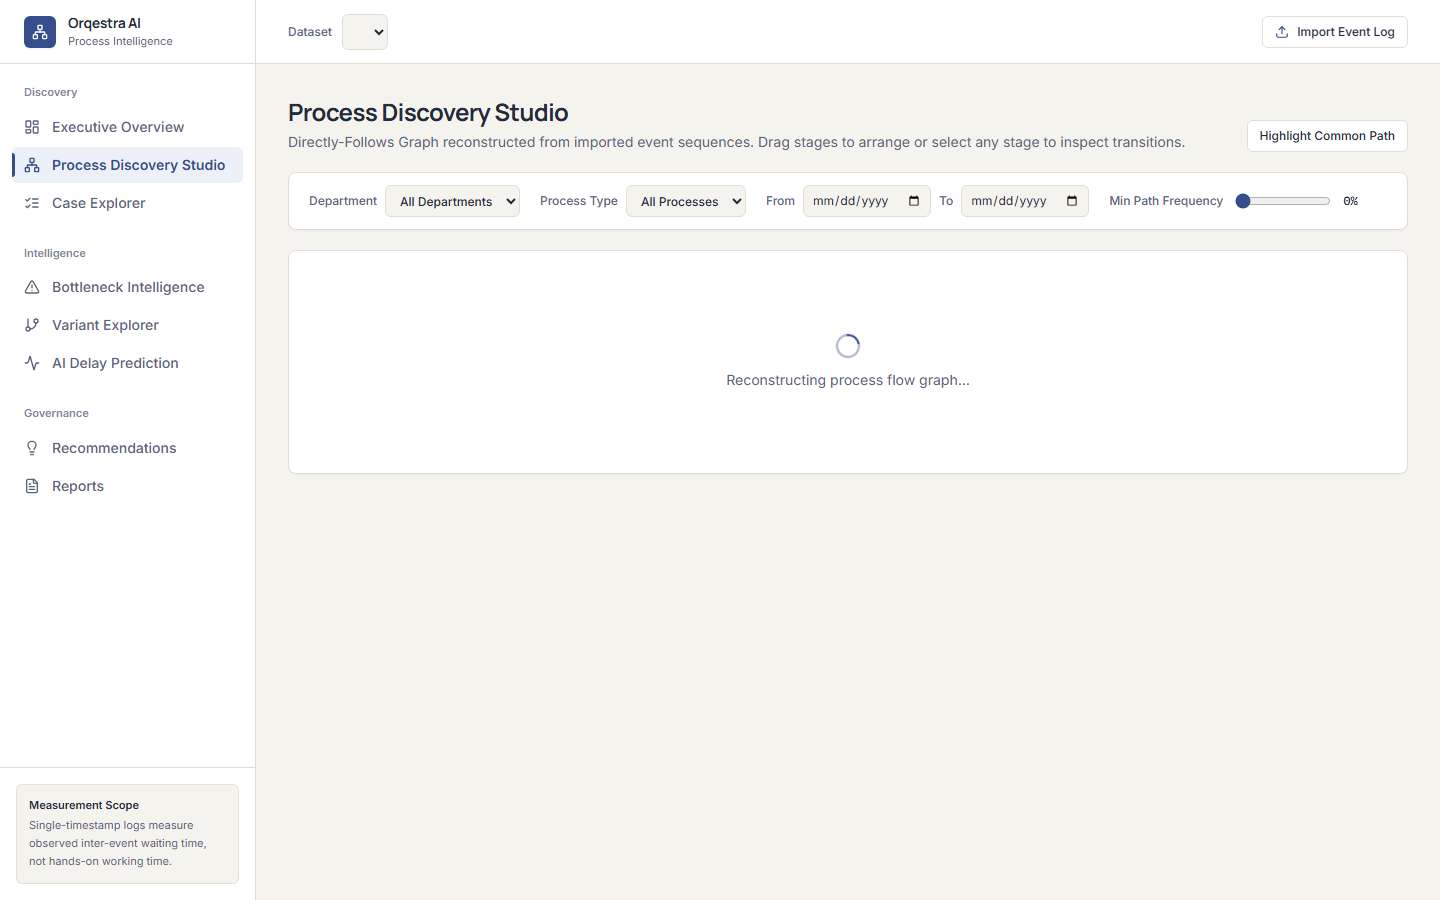 Orqestra AI
Process Intelligence
Dataset
Import Event Log
Discovery
Executive Overview
Process Discovery Studio
Case Explorer
Intelligence
Bottleneck Intelligence
Variant Explorer
AI Delay Prediction
Governance
Recommendations
Reports
Measurement Scope
Single-timestamp logs measure
observed inter-event waiting time,
not hands-on working time.
Process Discovery Studio
Directly-Follows Graph reconstructed from imported event sequences. Drag stages to arrange or select any stage to inspect transitions.
Highlight Common Path
Department All Departments Process Type All Processes From mm/dd/yyyy To mm/dd/yyyy Min Path Frequency 0%
Reconstructing process flow graph...